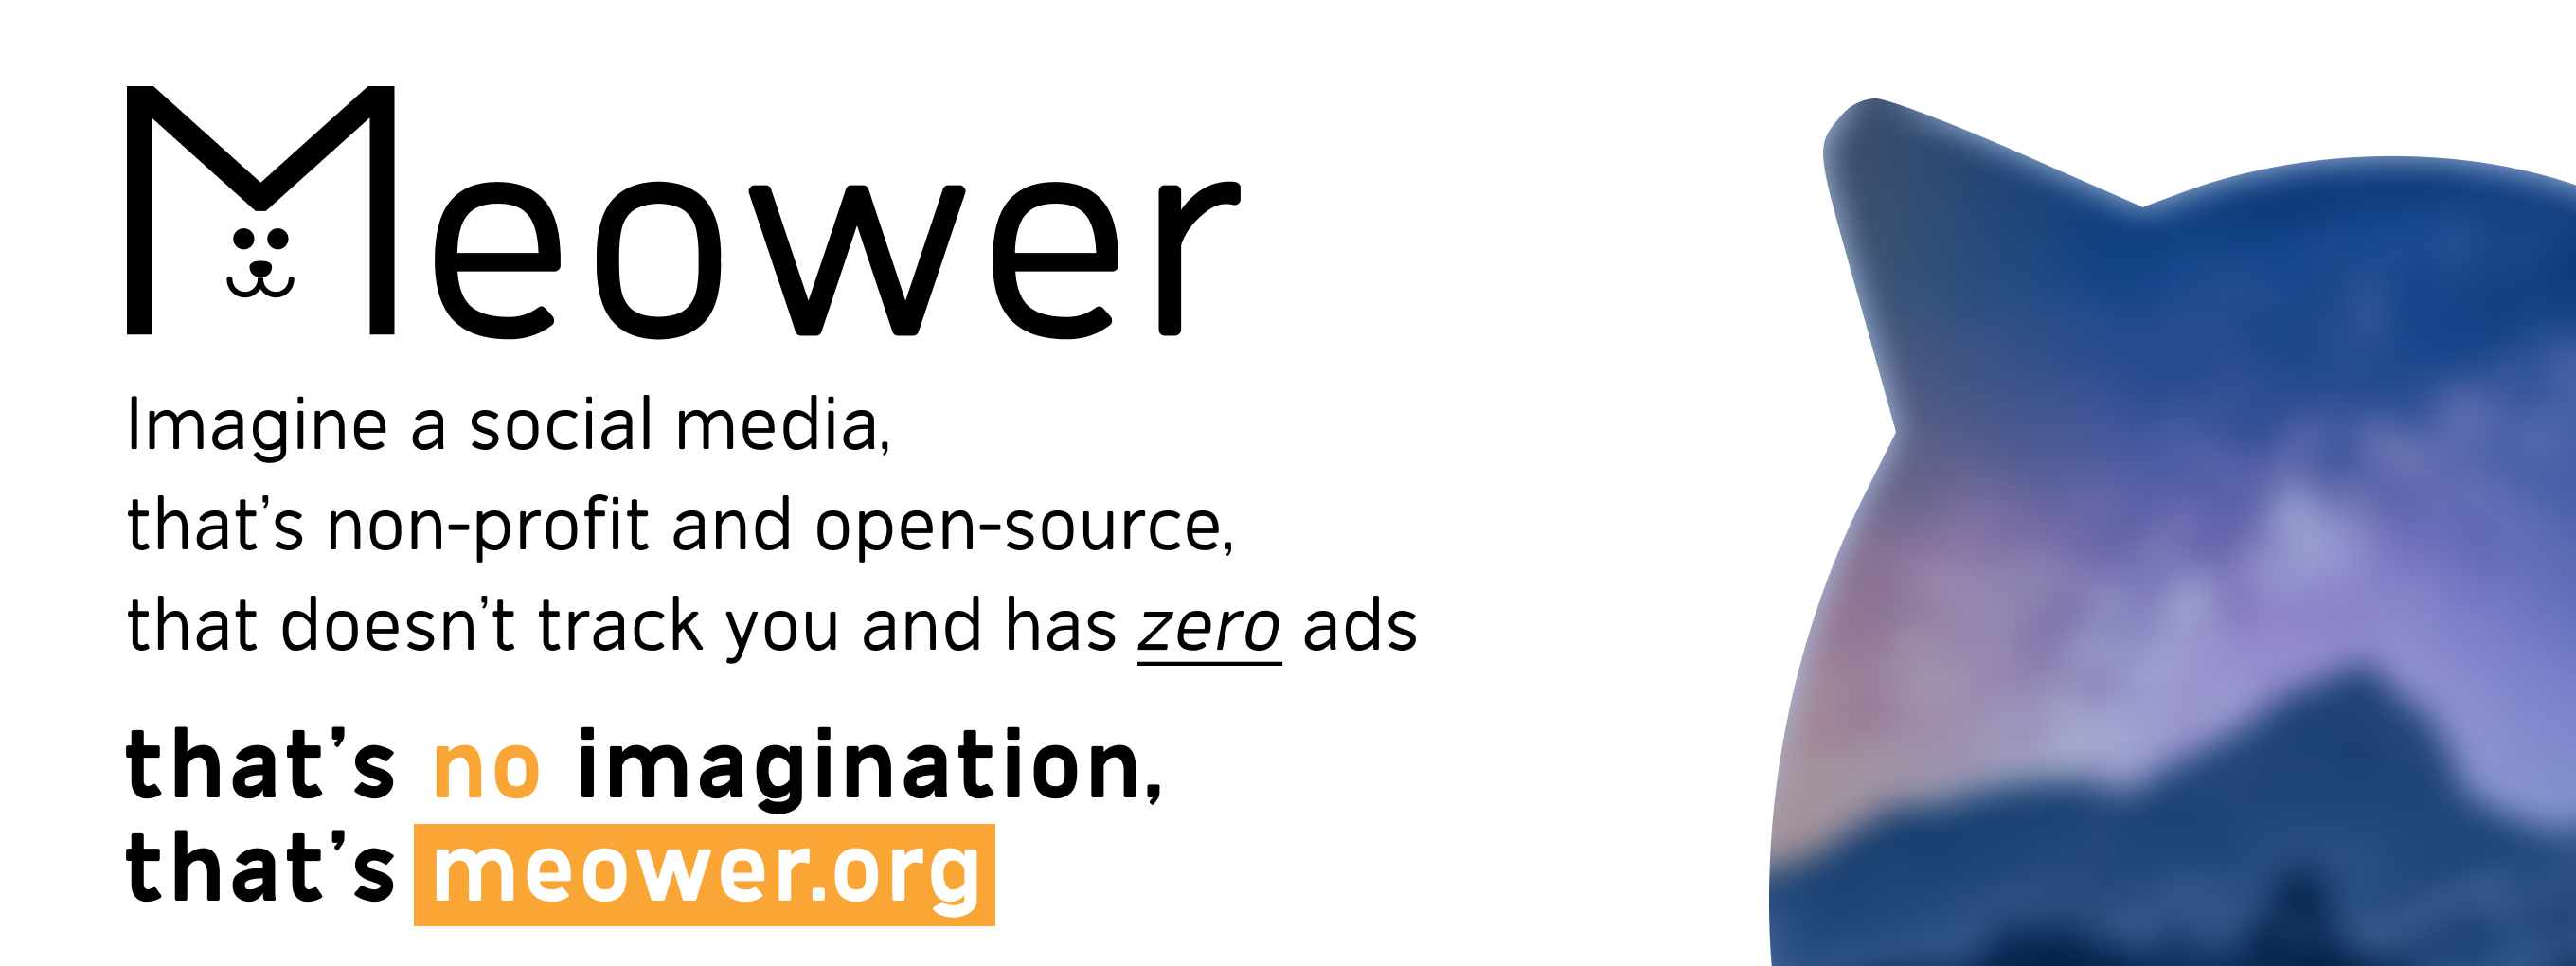 Meower
Imagine a social media,
that’s non-profit and open-source,
that doesn’t track you and has zero ads
that’s no imagination,
that’s meower.org